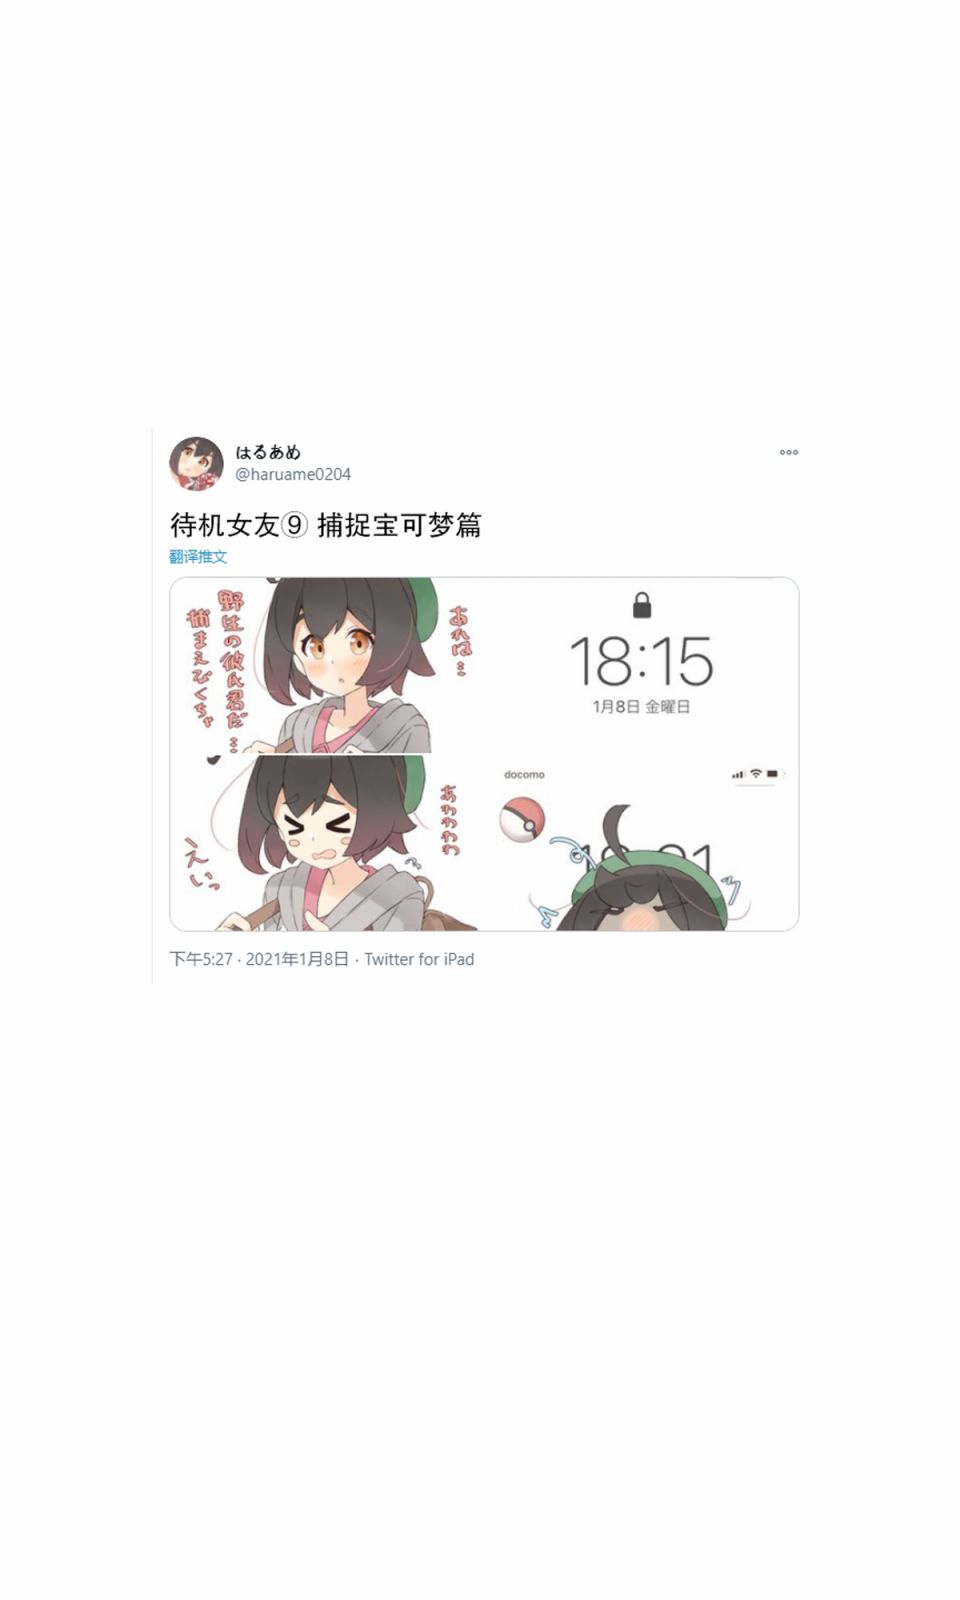 はるあめ
@haruame0204
待机女友⑨ 捕捉宝可梦篇
翻译推文
あれは…
野生の彼氏君だ…
捕まえなくちゃ
18:15
1月8日 金曜日
あわわわわ
えいっ
docomo
下午5:27 · 2021年1月8日 · Twitter for iPad